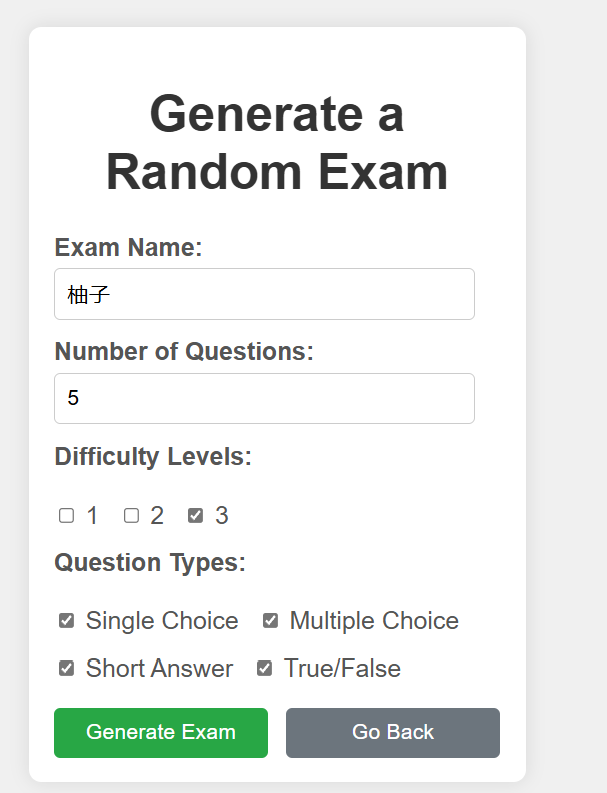 Generate a
Random Exam
Exam Name:
柚子
Number of Questions:
5
Difficulty Levels:
1 2 3
Question Types:
Single Choice Multiple Choice
Short Answer True/False
Generate Exam Go Back